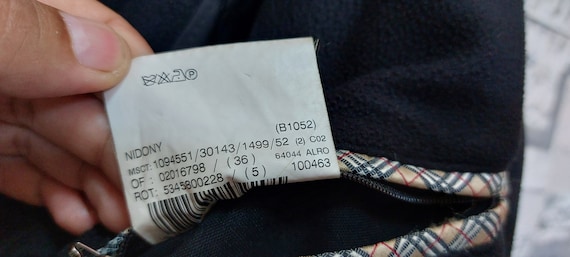 (B1052)
NIDONY
MSCT: 1094551/30143/1499/52 (2) C02
OF : 02016798 / (36) 64044 ALRO
ROT: 5345800228 (5) 100463